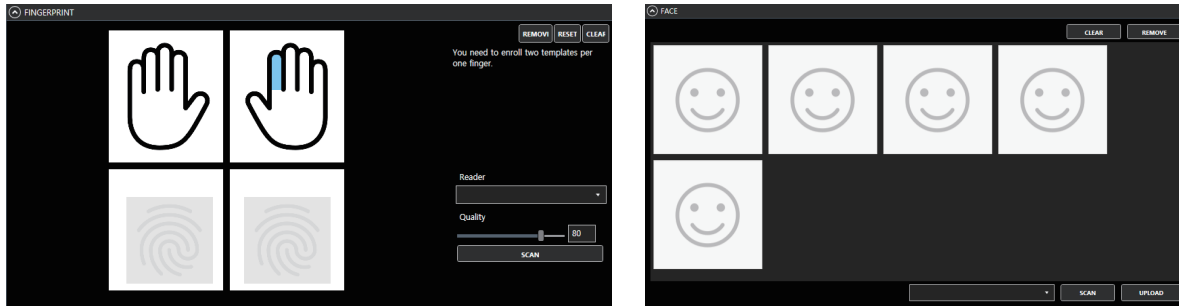 FINGERPRINT
REMOVI RESET CLEAF
You need to enroll two templates per
one finger.
Reader
Quality
80
SCAN
FACE
CLEAR REMOVE
SCAN UPLOAD